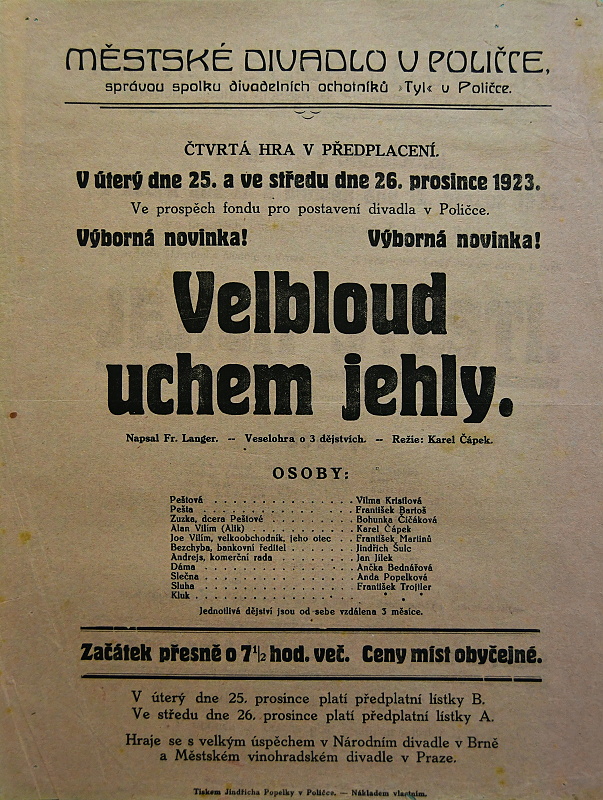 MĚSTSKÉ DIVADLO V POLIČCE,
správou spolku divadelních ochotníků »Tyl« v Poličce.
ČTVRTÁ HRA V PŘEDPLACENÍ.
V úterý dne 25. a ve středu dne 26. prosince 1923.
Ve prospěch fondu pro postavení divadla v Poličce.
Výborná novinka! Výborná novinka!
Velbloud
uchem jehly.
Napsal Fr. Langer. — Veselohra o 3 dějstvích. — Režie: Karel Čápek.
OSOBY:
Peštová . . . . . . . . . . . . . Vilma Kristlová
Pešta . . . . . . . . . . . . . . František Bartoš
Zuzka, dcera Peštové . . . . . . . . Bohunka Čičáková
Alan Vilím (Alík) . . . . . . . . . . Karel Čápek
Joe Vilím, velkoobchodník, jeho otec . . František Martinů
Bezchyba, bankovní ředitel . . . . . . . Jindřich Šulc
Andrejs, komerční rada . . . . . . . . Jan Jílek
Dáma . . . . . . . . . . . . . . Ančka Bednářová
Slečna . . . . . . . . . . . . . . Anda Popelková
Sluha . . . . . . . . . . . . . . František Trojller
Kluk . . . . . . . . . . . . . . * * *
Jednotlivá dějství jsou od sebe vzdálena 3 měsíce.
Začátek přesně o 7½ hod. več. Ceny míst obyčejné.
V úterý dne 25. prosince platí předplatní lístky B.
Ve středu dne 26. prosince platí předplatní lístky A.
Hraje se s velkým úspěchem v Národním divadle v Brně
a Městském vinohradském divadle v Praze.
Tiskem Jindřicha Popelky v Poličce. — Nákladem vlastním.